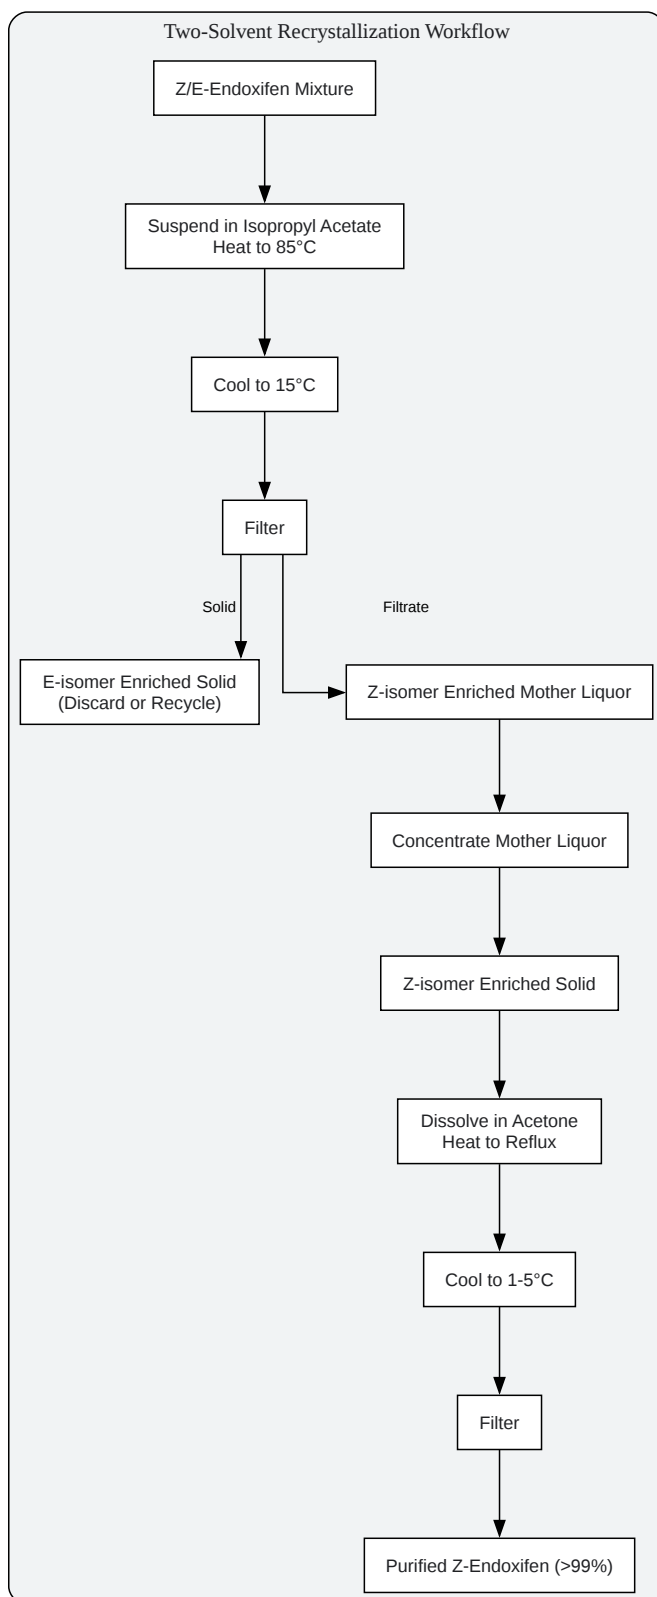 Two-Solvent Recrystallization Workflow
Z/E-Endoxifen Mixture
Suspend in Isopropyl Acetate
Heat to 85°C
Cool to 15°C
Filter
Solid
Filtrate
E-isomer Enriched Solid
(Discard or Recycle)
Z-isomer Enriched Mother Liquor
Concentrate Mother Liquor
Z-isomer Enriched Solid
Dissolve in Acetone
Heat to Reflux
Cool to 1-5°C
Filter
Purified Z-Endoxifen (>99%)